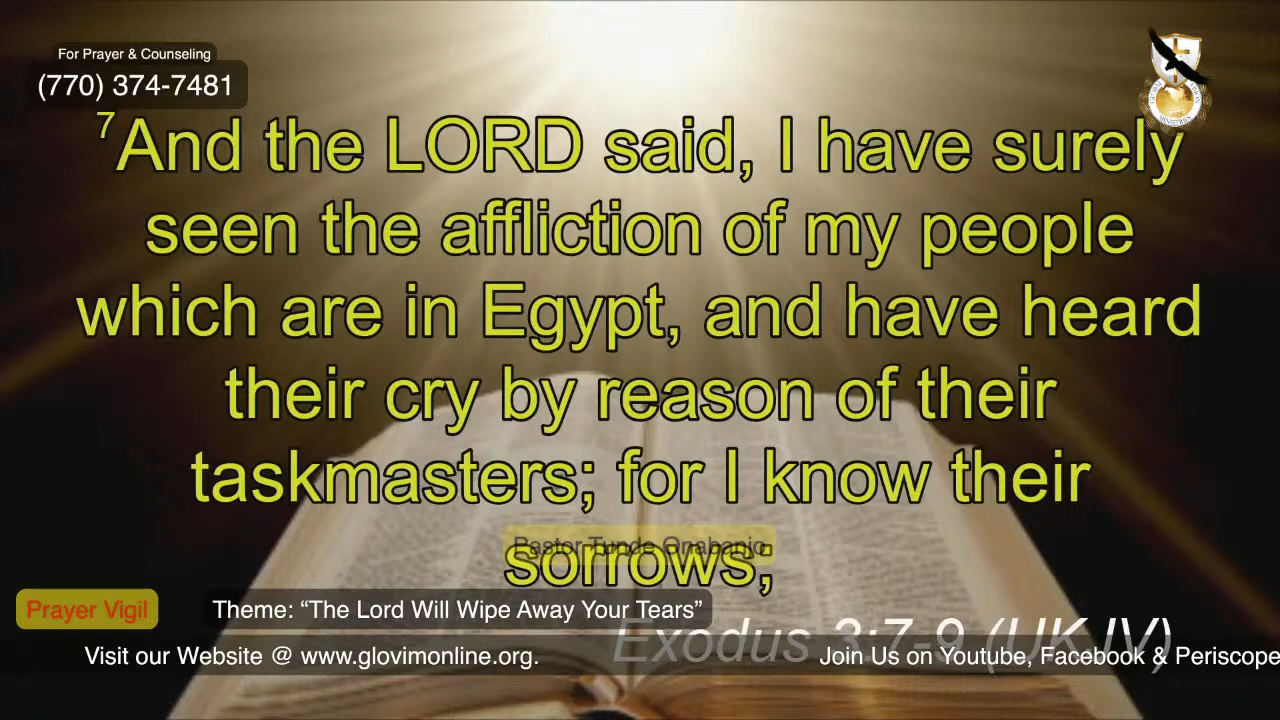 For Prayer & Counseling
(770) 374-7481
7And the LORD said, I have surely
seen the affliction of my people
which are in Egypt, and have heard
their cry by reason of their
taskmasters; for I know their
Pastor Tunde Onabanjo
sorrows;
Prayer Vigil
Theme: “The Lord Will Wipe Away Your Tears”
Exodus 3:7-9 (UKJV)
Visit our Website @ www.glovimonline.org.
Join Us on Youtube, Facebook & Periscope